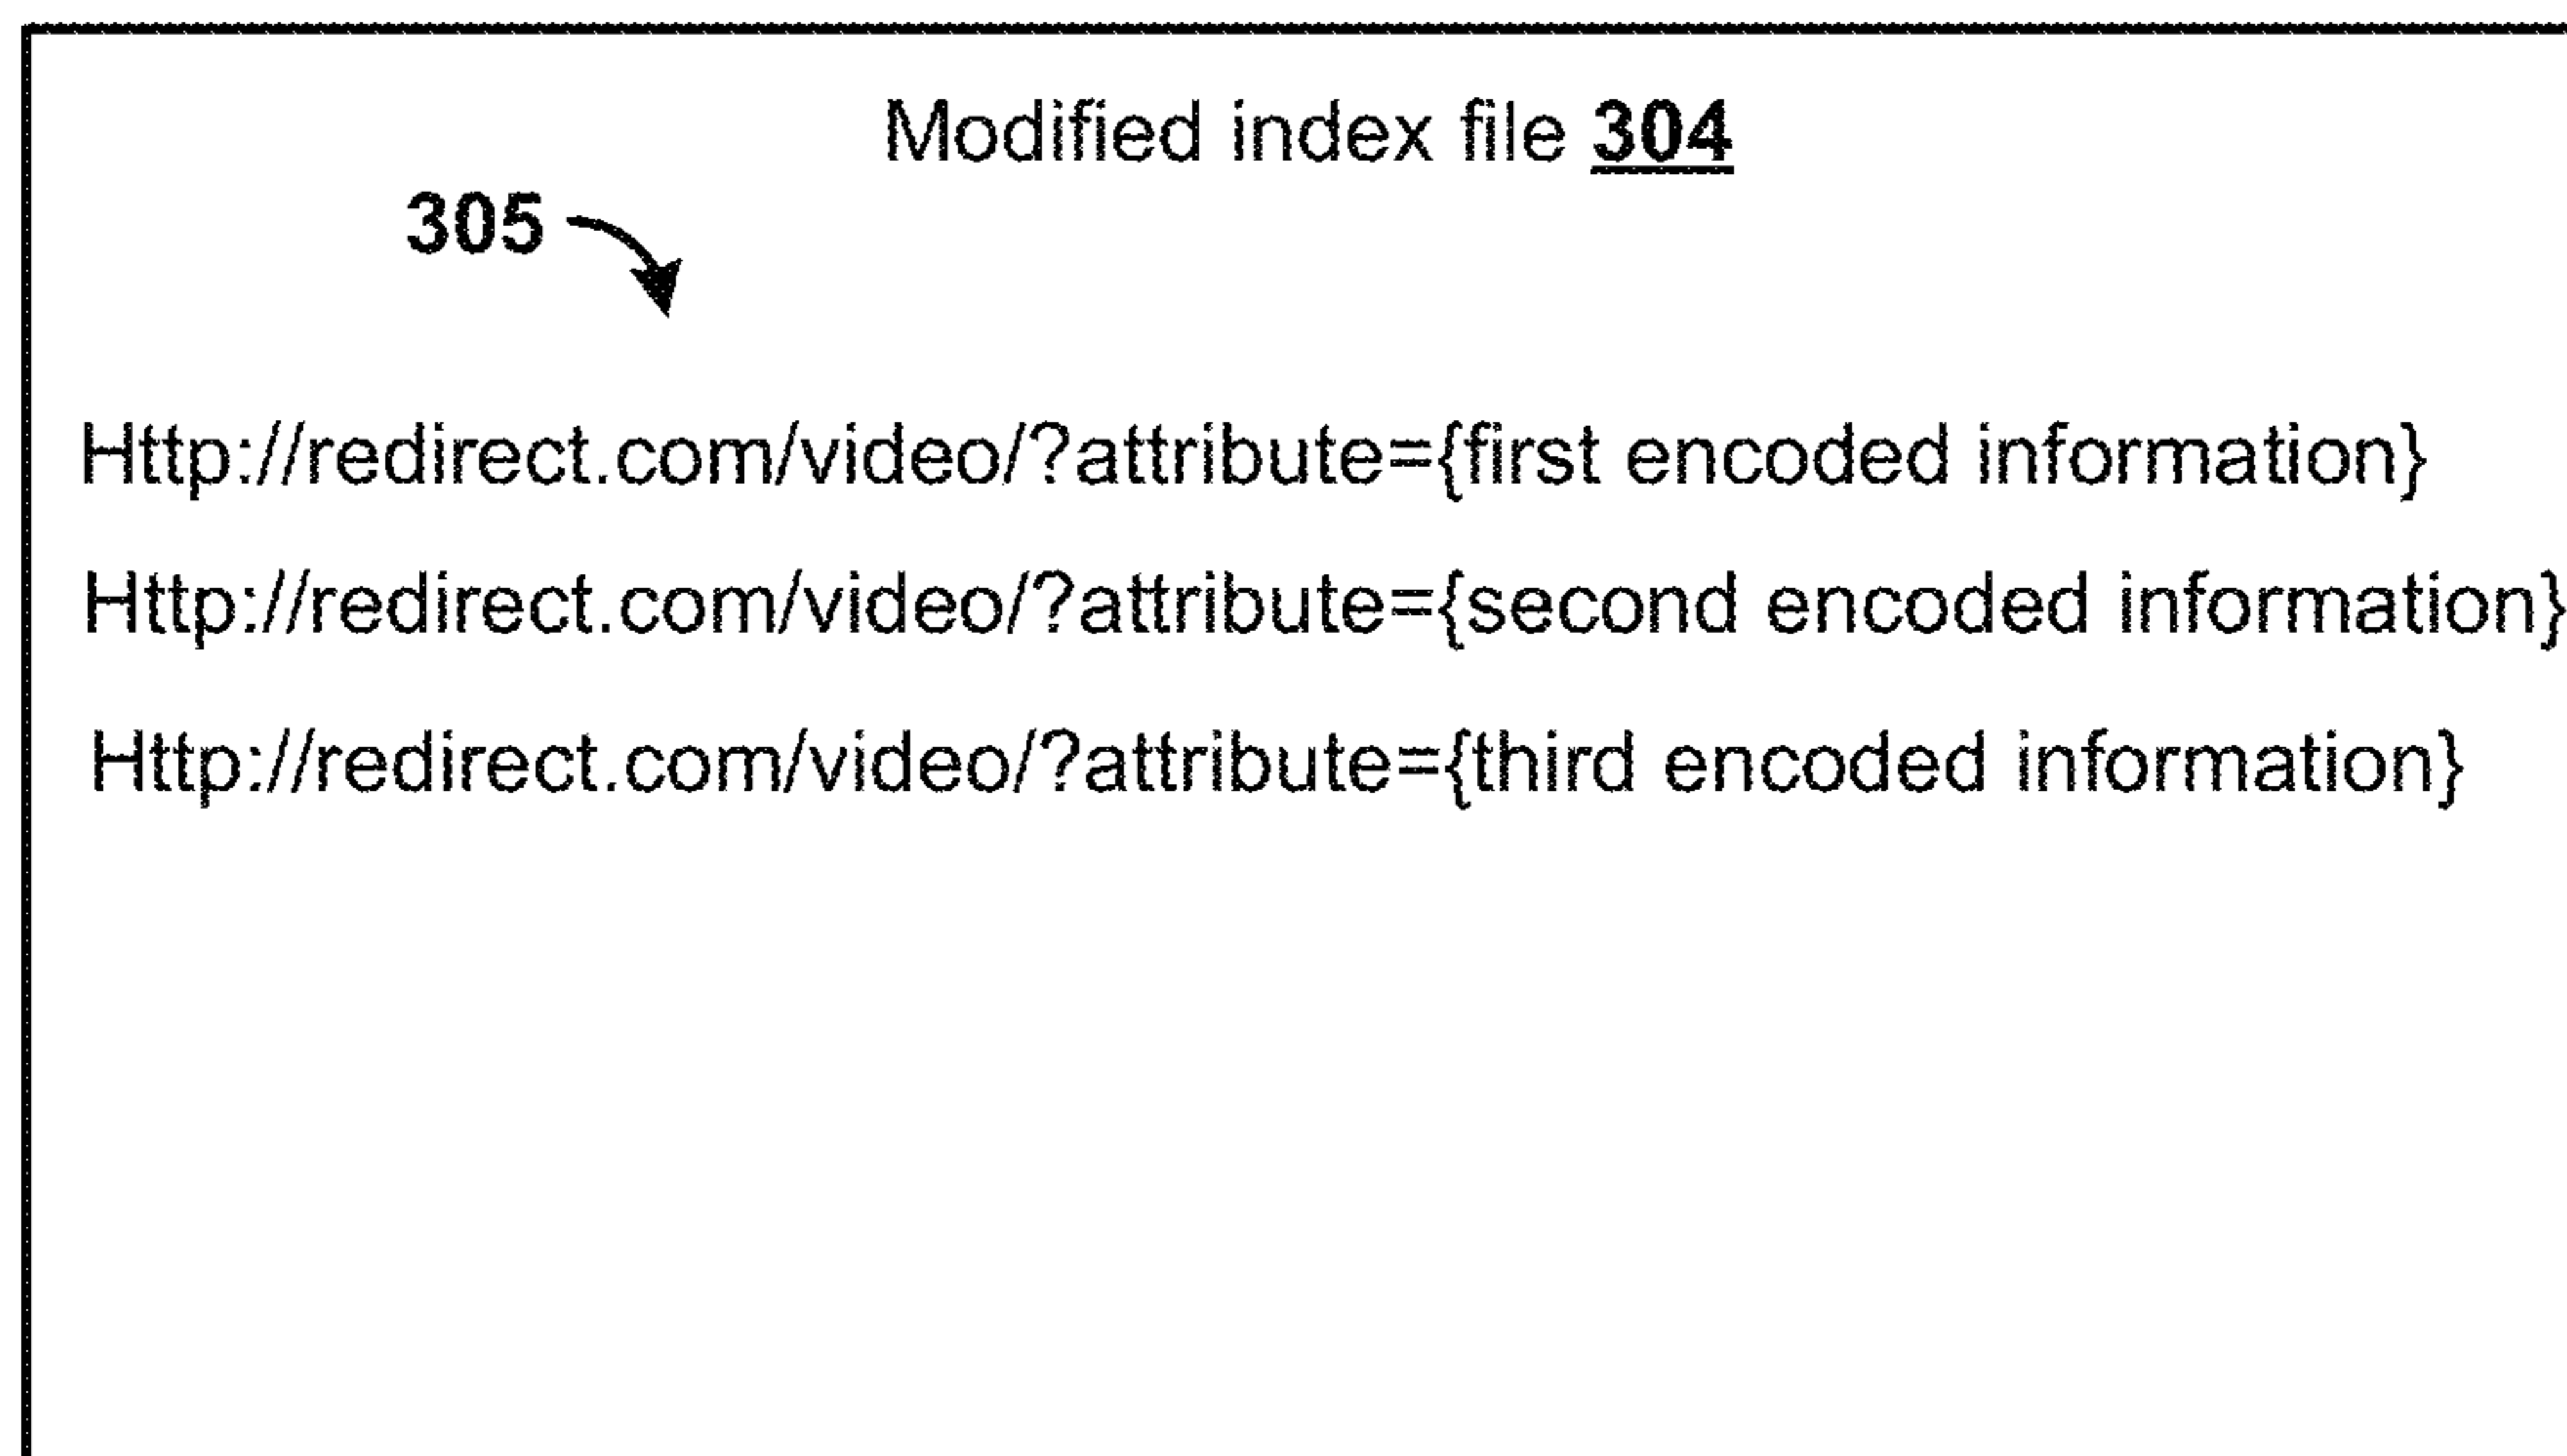 Modified index file 304
305
Http://redirect.com/video/?attribute={first encoded information}
Http://redirect.com/video/?attribute={second encoded information}
Http://redirect.com/video/?attribute={third encoded information}